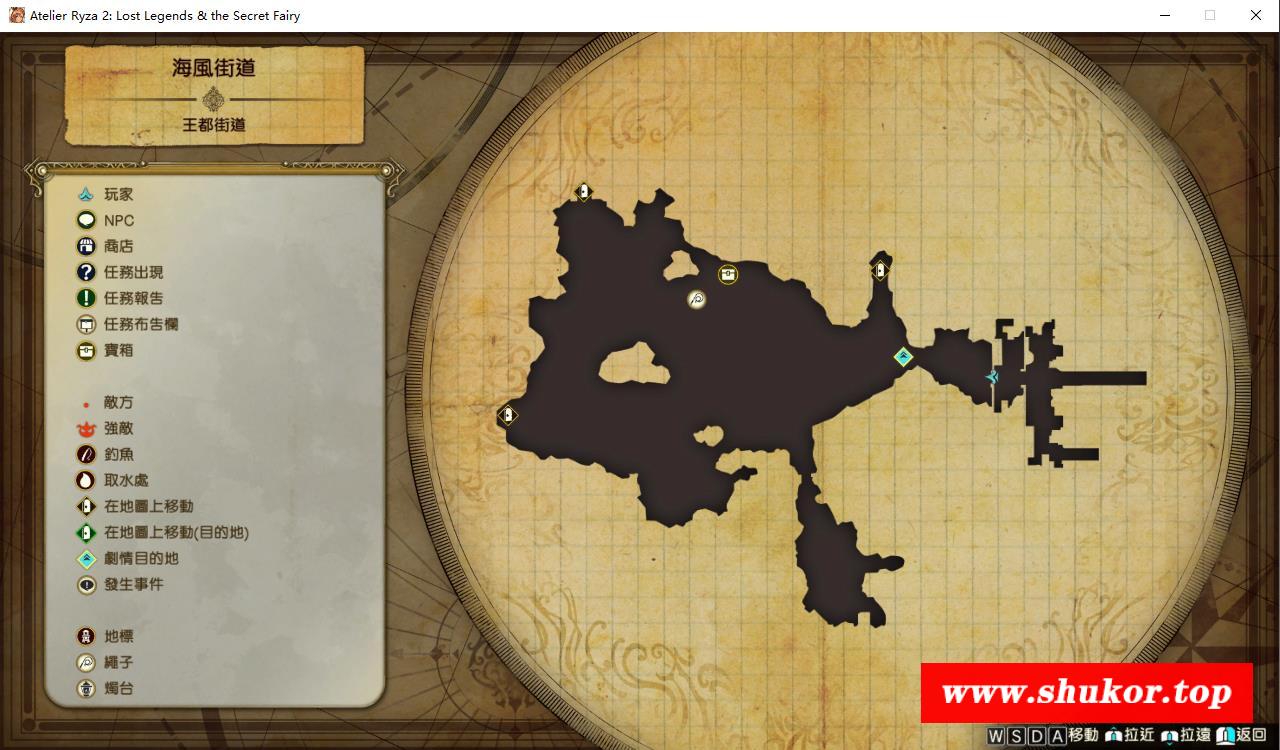 Atelier Ryza 2: Lost Legends & the Secret Fairy
海風街道
王都街道
玩家
NPC
商店
任務出現
任務報告
任務布告欄
寶箱
敵方
強敵
釣魚
取水處
在地圖上移動
在地圖上移動(目的地)
劇情目的地
發生事件
地標
繩子
燭台
www.shukor.top
W S D A 移動 拉近 拉遠 返回